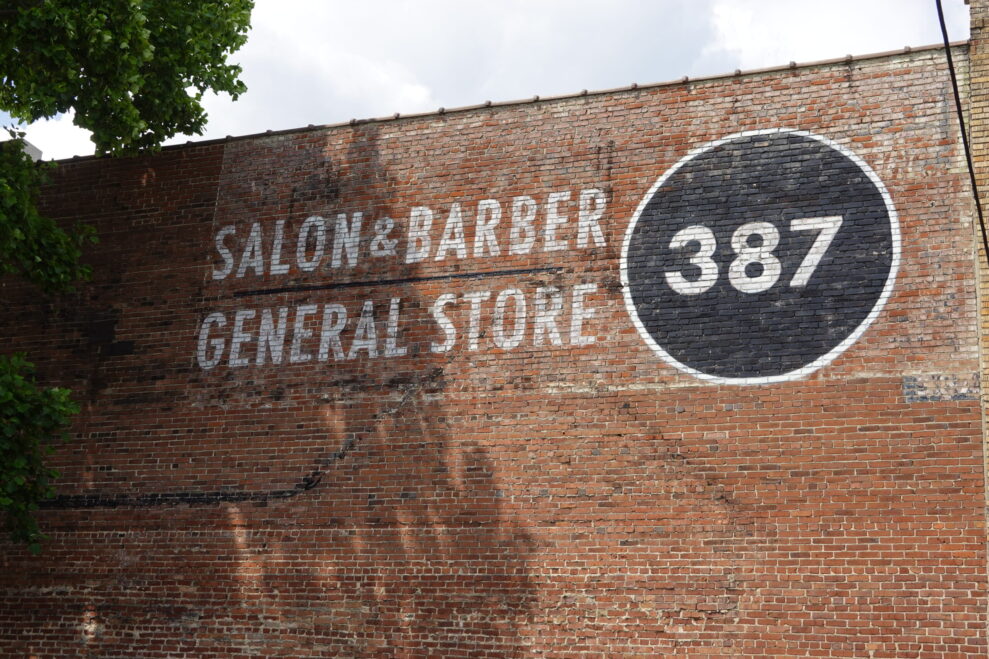 SALON & BARBER
GENERAL STORE
387